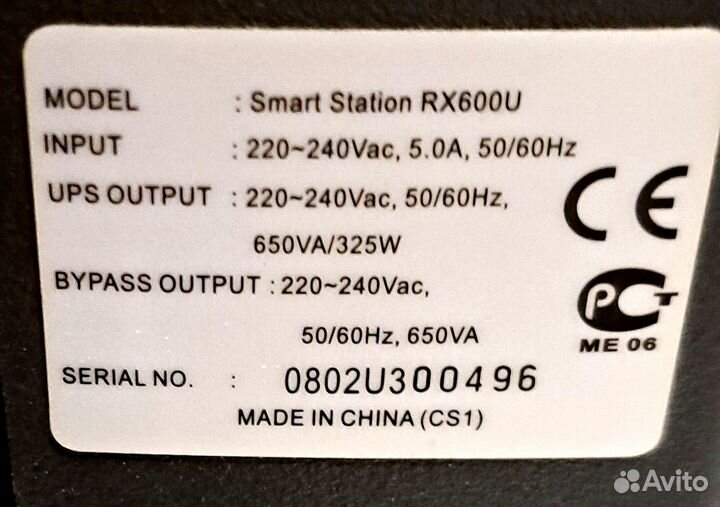 MODEL : Smart Station RX600U
INPUT : 220~240Vac, 5.0A, 50/60Hz
UPS OUTPUT : 220~240Vac, 50/60Hz,
650VA/325W
CE
BYPASS OUTPUT : 220~240Vac,
РСТ
50/60Hz, 650VA
ME 06
SERIAL NO. : 0802U300496
MADE IN CHINA (CS1)
Avito